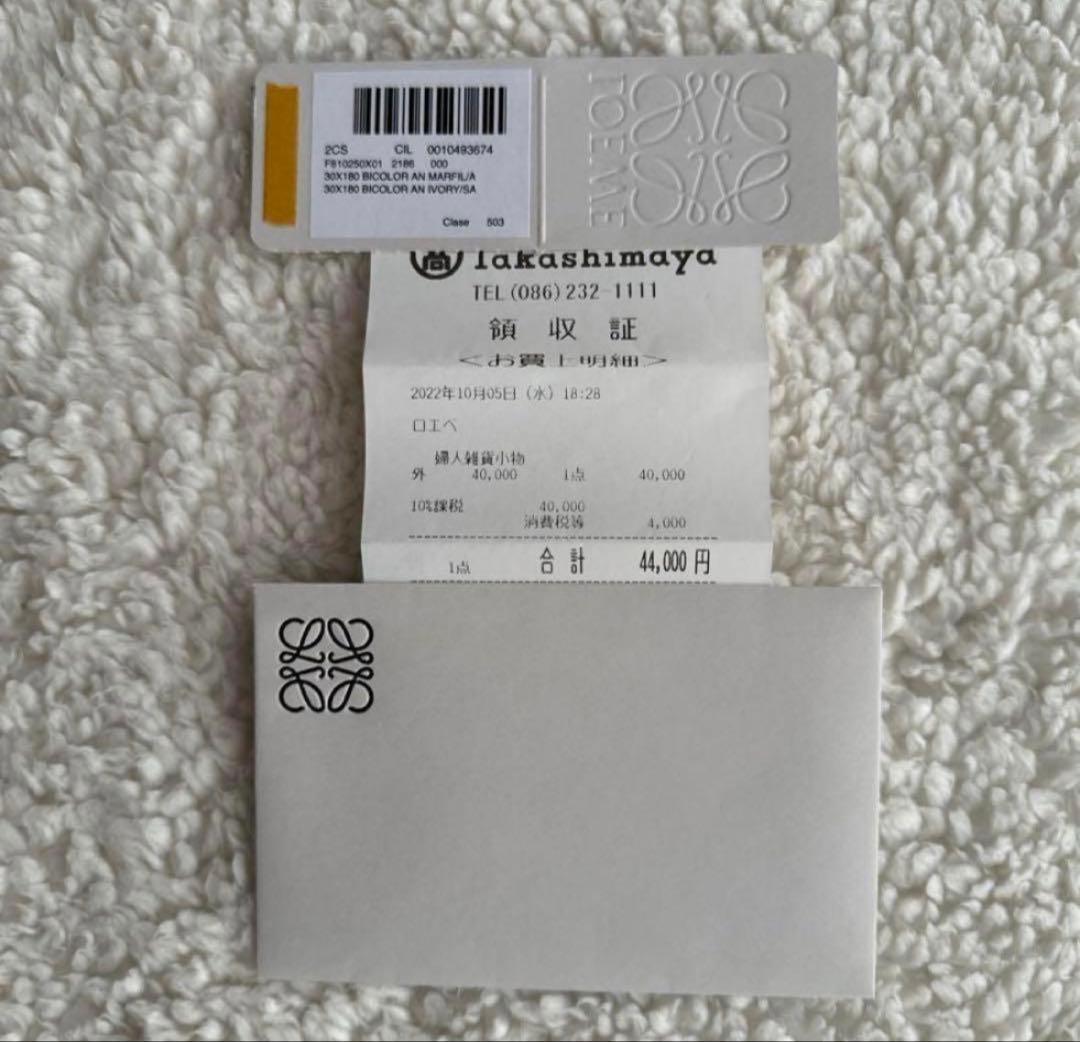 2CS CIL 0010493674
F810250X01 2186 000
30X180 BICOLOR AN MARFIL/A
30X180 BICOLOR AN IVORY/SA
Clase 503
LOEWE
髙 Takashimaya
TEL(086)232-1111
領収証
<お買上明細>
2022年10月05日(水)18:28
ロエベ
婦人雑貨小物
外 40,000 1点 40,000
10%課税 40,000
消費税等 4,000
1点 合計 44,000円